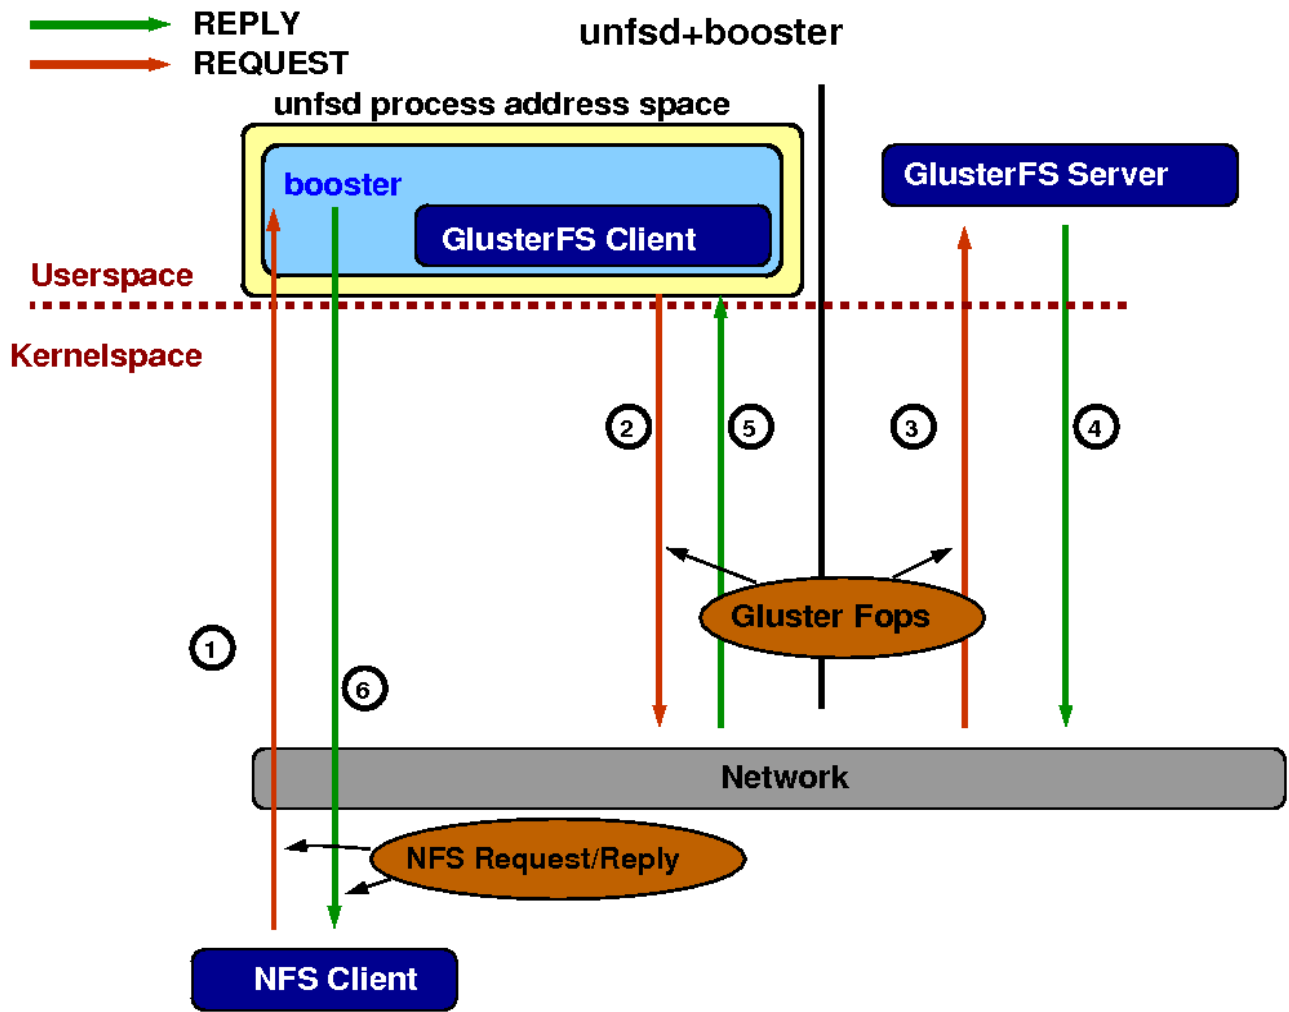 REPLY
unfsd+booster
REQUEST
unfsd process address space
booster
GlusterFS Server
GlusterFS Client
Userspace
Kernelspace
2
5
3
4
Gluster Fops
1
6
Network
NFS Request/Reply
NFS Client